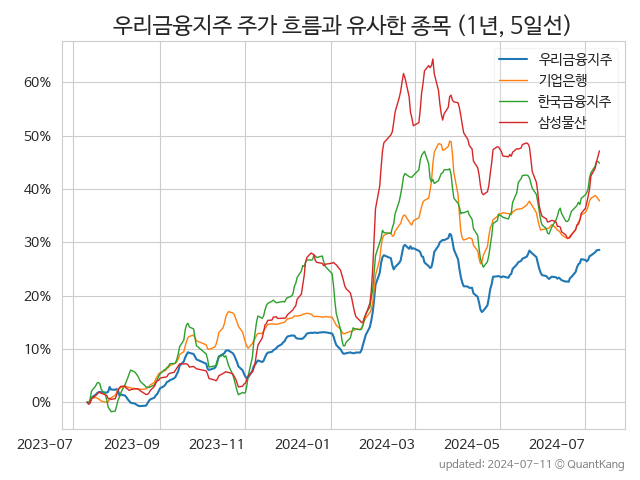 우리금융지주 주가 흐름과 유사한 종목 (1년, 5일선)
우리금융지주
기업은행
한국금융지주
삼성물산
60%
50%
40%
30%
20%
10%
0%
2023-07 2023-09 2023-11 2024-01 2024-03 2024-05 2024-07
updated: 2024-07-11 © QuantKang